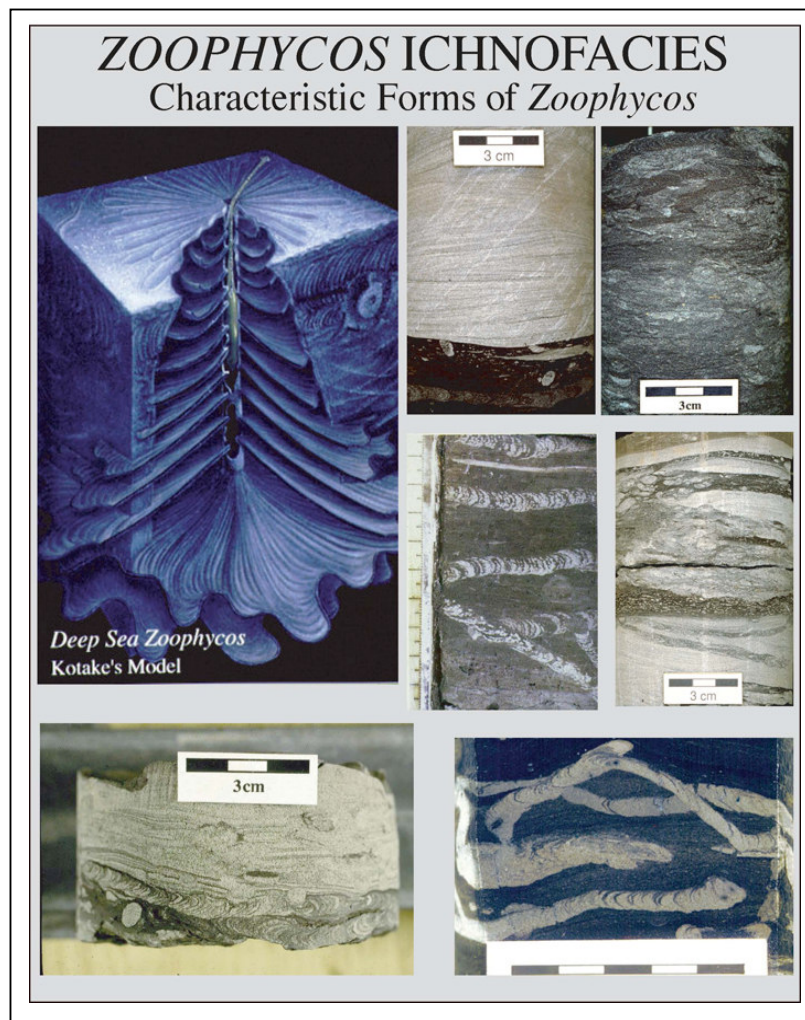 ZOOPHYCOS ICHNOFACIES
Characteristic Forms of Zoophycos
3 cm
3cm
Deep Sea Zoophycos
Kotake's Model
3 cm
3cm